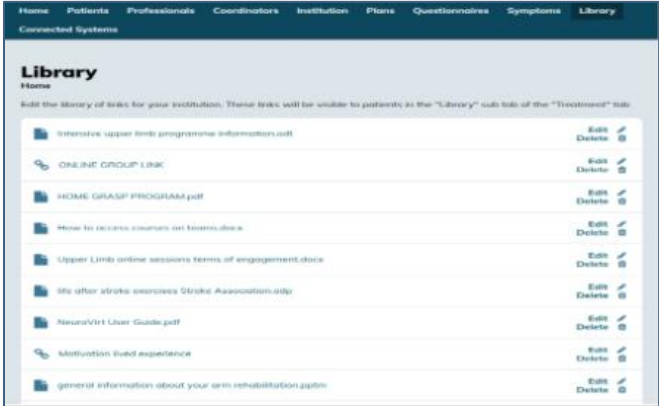 Home Patients Professionals Coordinators Institution Plans Questionnaires Symptoms Library
Connected Systems
Library
Home
Edit the library of links for your institution. These links will be visible to patients in the "Library" sub tab of the "Treatment" tab
Intensive upper limb programme information.odt Edit
Delete
ONLINE GROUP LINK Edit
Delete
HOME GRASP PROGRAM.pdf Edit
Delete
How to access courses on teams.docx Edit
Delete
Upper Limb online sessions terms of engagement.docx Edit
Delete
life after stroke exercises Stroke Association.odp Edit
Delete
NeuroVirt User Guide.pdf Edit
Delete
Motivation lived experience Edit
Delete
general information about your arm rehabilitation.pptm Edit
Delete